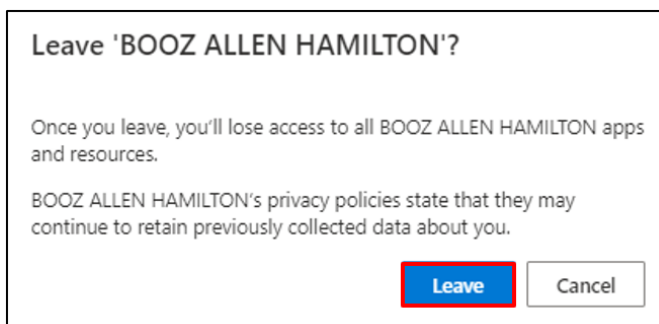 Leave 'BOOZ ALLEN HAMILTON'?
Once you leave, you'll lose access to all BOOZ ALLEN HAMILTON apps
and resources.
BOOZ ALLEN HAMILTON's privacy policies state that they may
continue to retain previously collected data about you.
Leave Cancel